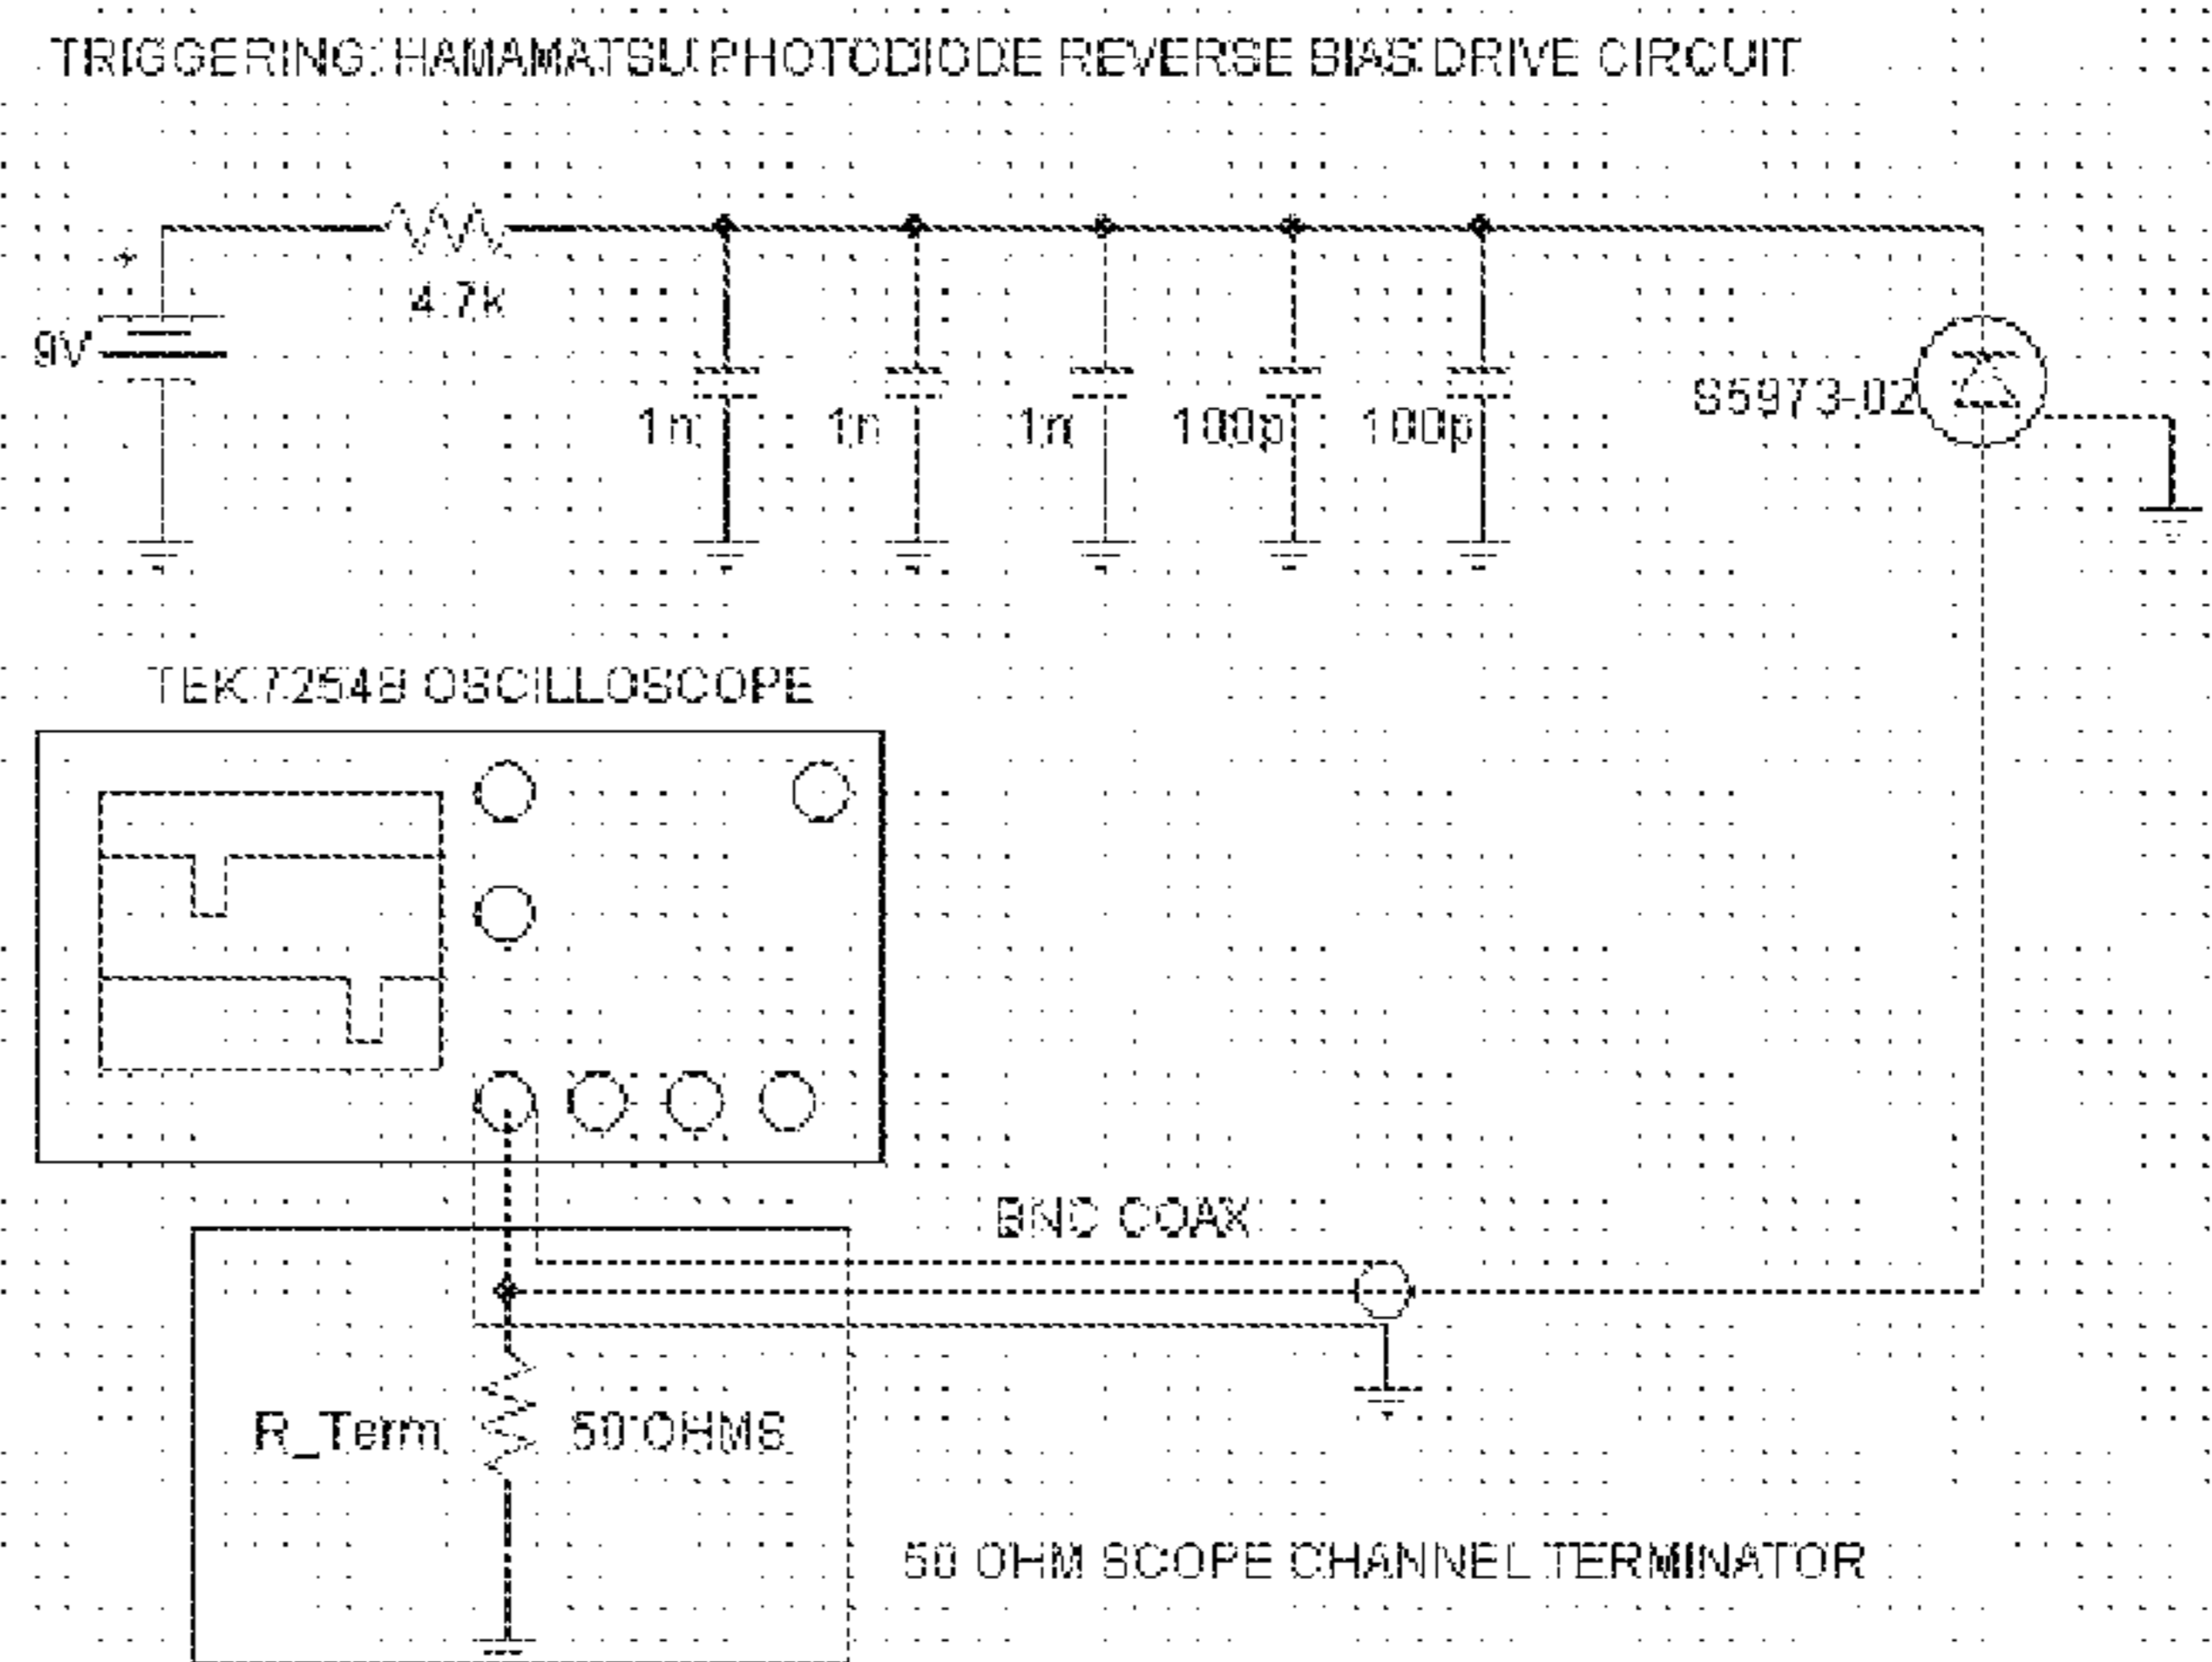 TRIGGERING: HAMAMATSU PHOTODIODE REVERSE BIAS DRIVE CIRCUIT
+
4.7k
9V
1n 1n 1n 100p 100p
S5973-02
TEK 7254B OSCILLOSCOPE
BNC COAX
R_Term 50 OHMS
50 OHM SCOPE CHANNEL TERMINATOR